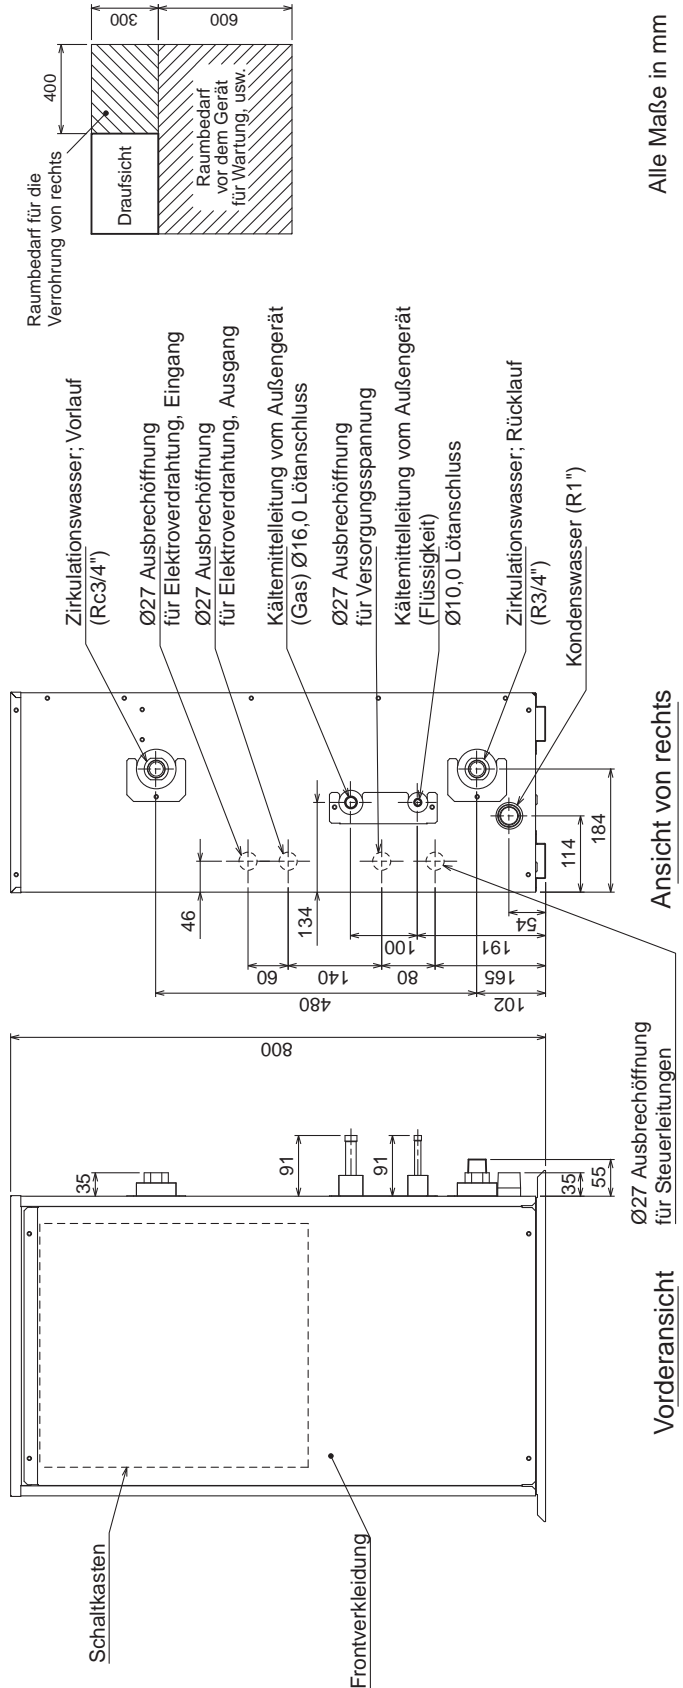 Schaltkasten
Frontverkleidung
35
91
91
35
55
800
Vorderansicht
Ø27 Ausbrechöffnung
für Steuerleitungen
46
134
60
140
80
165
480
102
100
191
54
114
184
Ansicht von rechts
Zirkulationswasser; Vorlauf
(Rc3/4")
Ø27 Ausbrechöffnung
für Elektroverdrahtung, Eingang
Ø27 Ausbrechöffnung
für Elektroverdrahtung, Ausgang
Kältemittelleitung vom Außengerät
(Gas) Ø16,0 Lötanschluss
Ø27 Ausbrechöffnung
für Versorgungsspannung
Kältemittelleitung vom Außengerät
(Flüssigkeit)
Ø10,0 Lötanschluss
Zirkulationswasser; Rücklauf
(R3/4")
Kondenswasser (R1")
Raumbedarf für die
Verrohrung von rechts
400
300
600
Draufsicht
Raumbedarf
vor dem Gerät
für Wartung, usw.
Alle Maße in mm